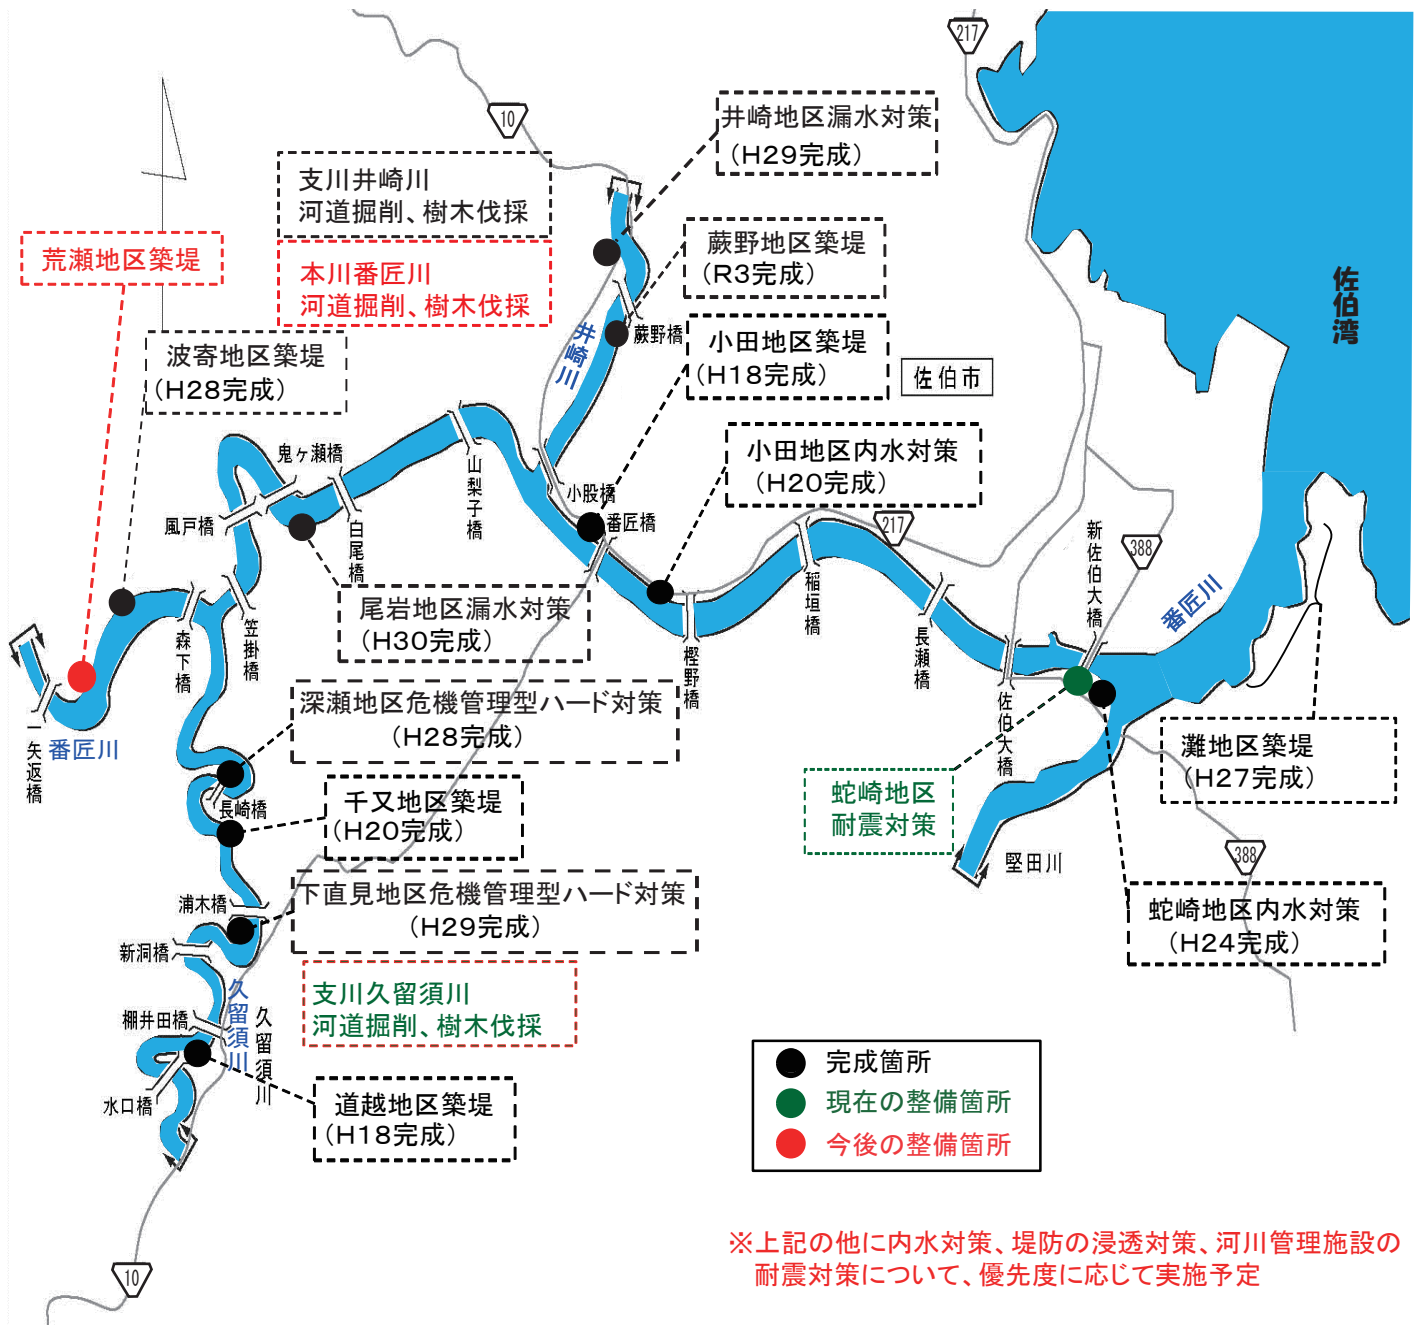 217
10
井崎地区漏水対策
（H29完成）
支川井崎川
河道掘削、樹木伐採
蕨野地区築堤
（R3完成）
荒瀬地区築堤
本川番匠川
河道掘削、樹木伐採
佐伯湾
井崎川
蕨野橋
小田地区築堤
（H18完成）
波寄地区築堤
（H28完成）
佐伯市
鬼ヶ瀬橋
山梨子橋
小田地区内水対策
（H20完成）
小股橋
番匠橋
風戸橋
白尾橋
217
新佐伯大橋
388
稲垣橋
番匠川
尾岩地区漏水対策
（H30完成）
笠掛橋
森下橋
樫野橋
長瀬橋
佐伯大橋
深瀬地区危機管理型ハード対策
（H28完成）
一矢返橋
番匠川
灘地区築堤
（H27完成）
千又地区築堤
（H20完成）
長崎橋
蛇崎地区
耐震対策
堅田川
388
下直見地区危機管理型ハード対策
（H29完成）
浦木橋
蛇崎地区内水対策
（H24完成）
新洞橋
支川久留須川
河道掘削、樹木伐採
久留須川
久留須川
棚井田橋
水口橋
道越地区築堤
（H18完成）
完成箇所
現在の整備箇所
今後の整備箇所
10
※上記の他に内水対策、堤防の浸透対策、河川管理施設の
耐震対策について、優先度に応じて実施予定